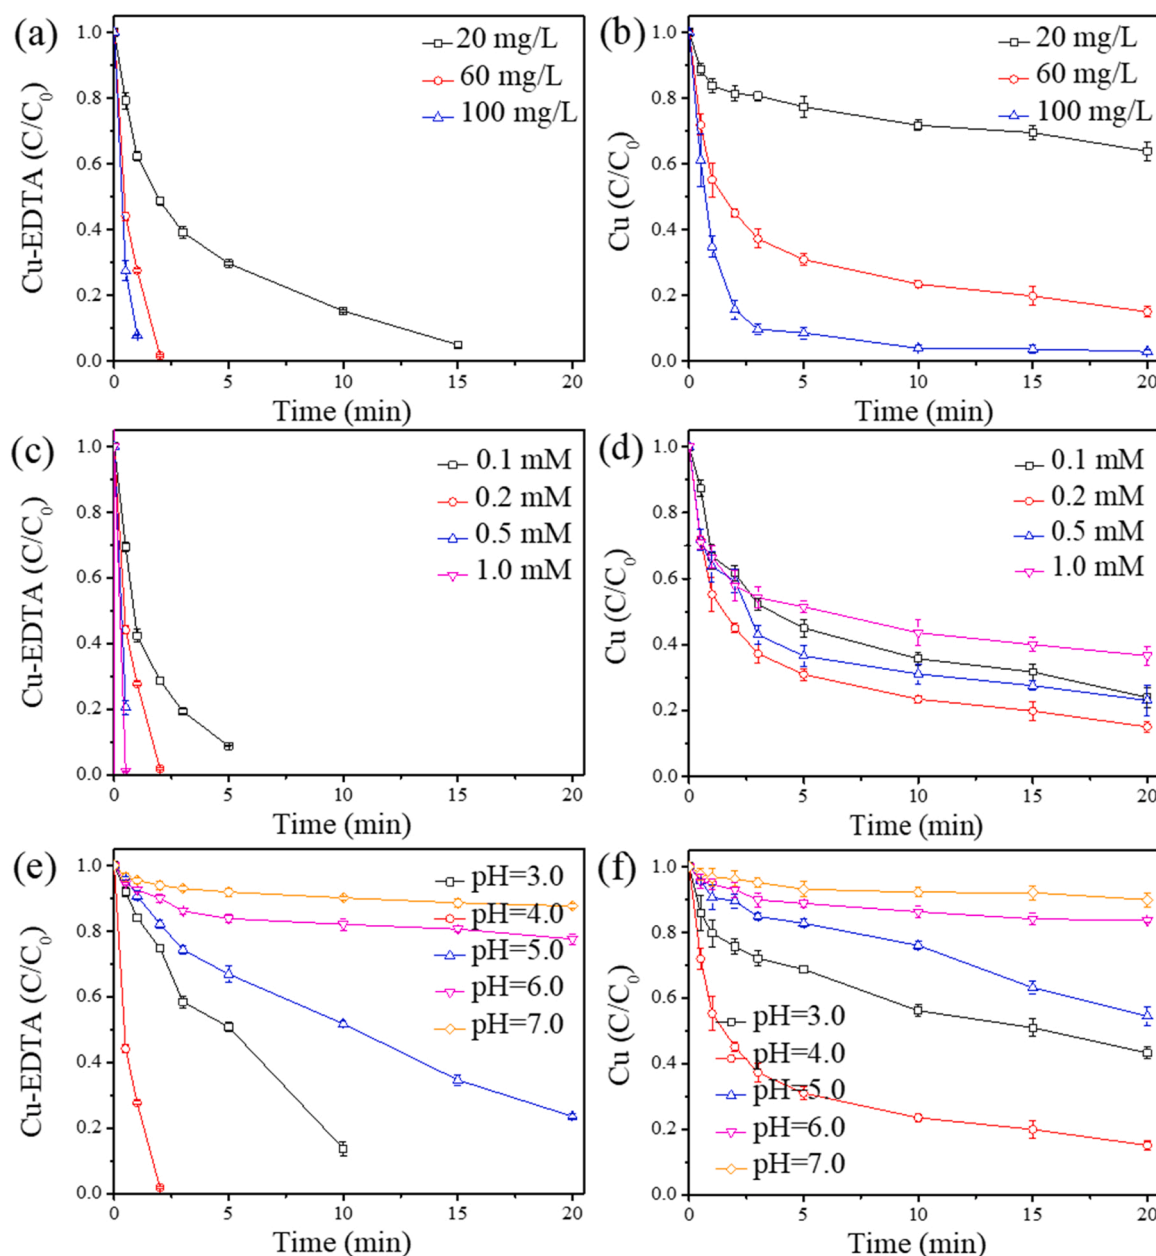 (a)
20 mg/L
60 mg/L
100 mg/L
Cu-EDTA (C/C0)
1.0
0.8
0.6
0.4
0.2
0.0
0
5
10
15
20
Time (min)
(b)
20 mg/L
60 mg/L
100 mg/L
Cu (C/C0)
1.0
0.8
0.6
0.4
0.2
0.0
0
5
10
15
20
Time (min)
(c)
0.1 mM
0.2 mM
0.5 mM
1.0 mM
Cu-EDTA (C/C0)
1.0
0.8
0.6
0.4
0.2
0.0
0
5
10
15
20
Time (min)
(d)
0.1 mM
0.2 mM
0.5 mM
1.0 mM
Cu (C/C0)
1.0
0.8
0.6
0.4
0.2
0.0
0
5
10
15
20
Time (min)
(e)
pH=3.0
pH=4.0
pH=5.0
pH=6.0
pH=7.0
Cu-EDTA (C/C0)
1.0
0.8
0.6
0.4
0.2
0.0
0
5
10
15
20
Time (min)
(f)
pH=3.0
pH=4.0
pH=5.0
pH=6.0
pH=7.0
Cu (C/C0)
1.0
0.8
0.6
0.4
0.2
0.0
0
5
10
15
20
Time (min)